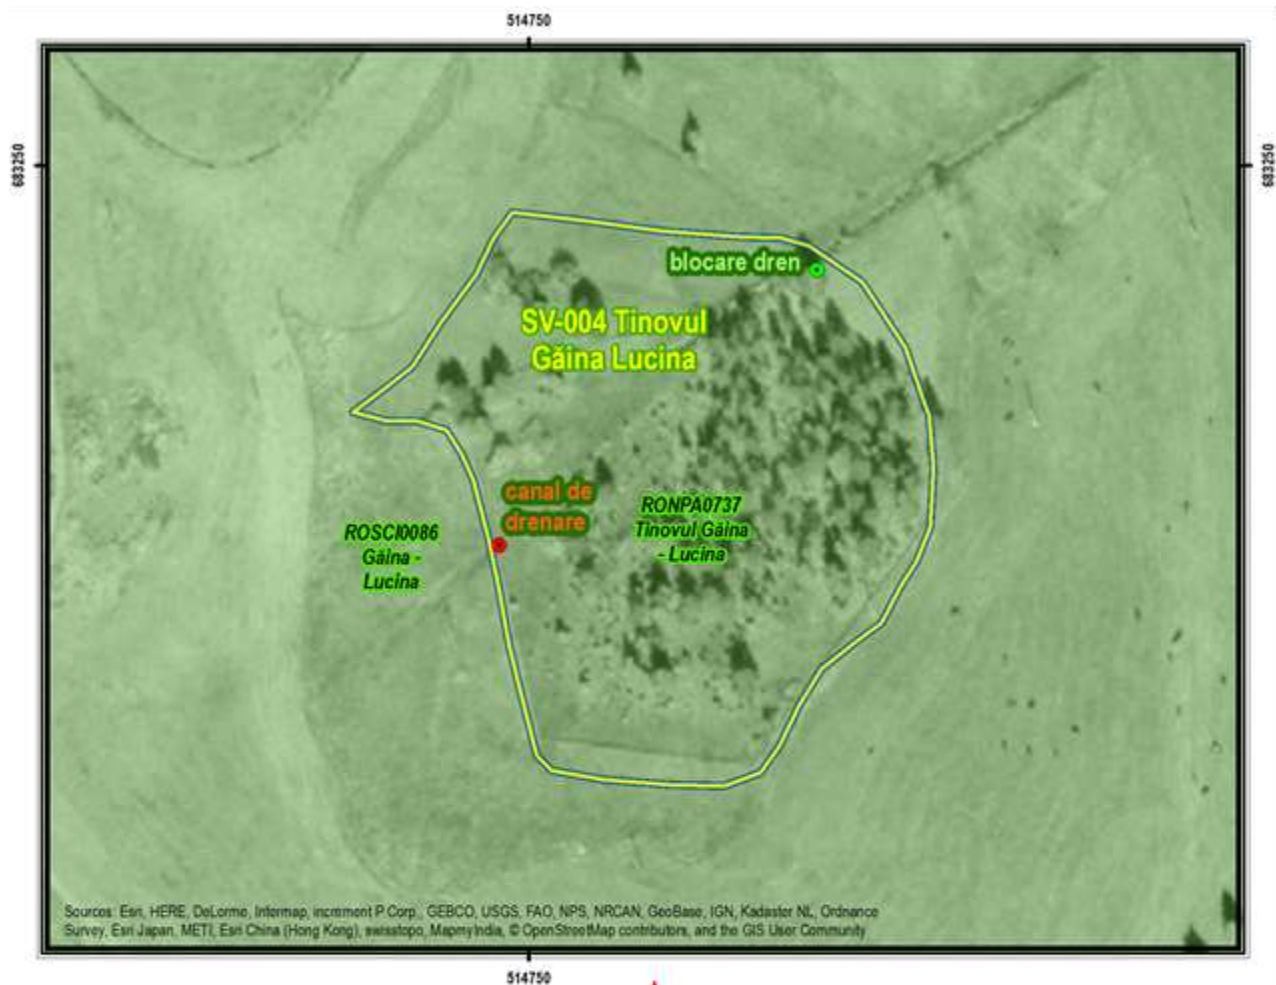 514750
683250
683250
blocare dren
SV-004 Tinovul
Găina Lucina
canal de
drenare
RONPA0737
Tinovul Găina
- Lucina
ROSCI0086
Găina -
Lucina
Sources: Esri, HERE, DeLorme, Intermap, increment P Corp., GEBCO, USGS, FAO, NPS, NRCAN, GeoBase, IGN, Kadaster NL, Ordnance
Survey, Esri Japan, METI, Esri China (Hong Kong), swisstopo, MapmyIndia, © OpenStreetMap contributors, and the GIS User Community
514750